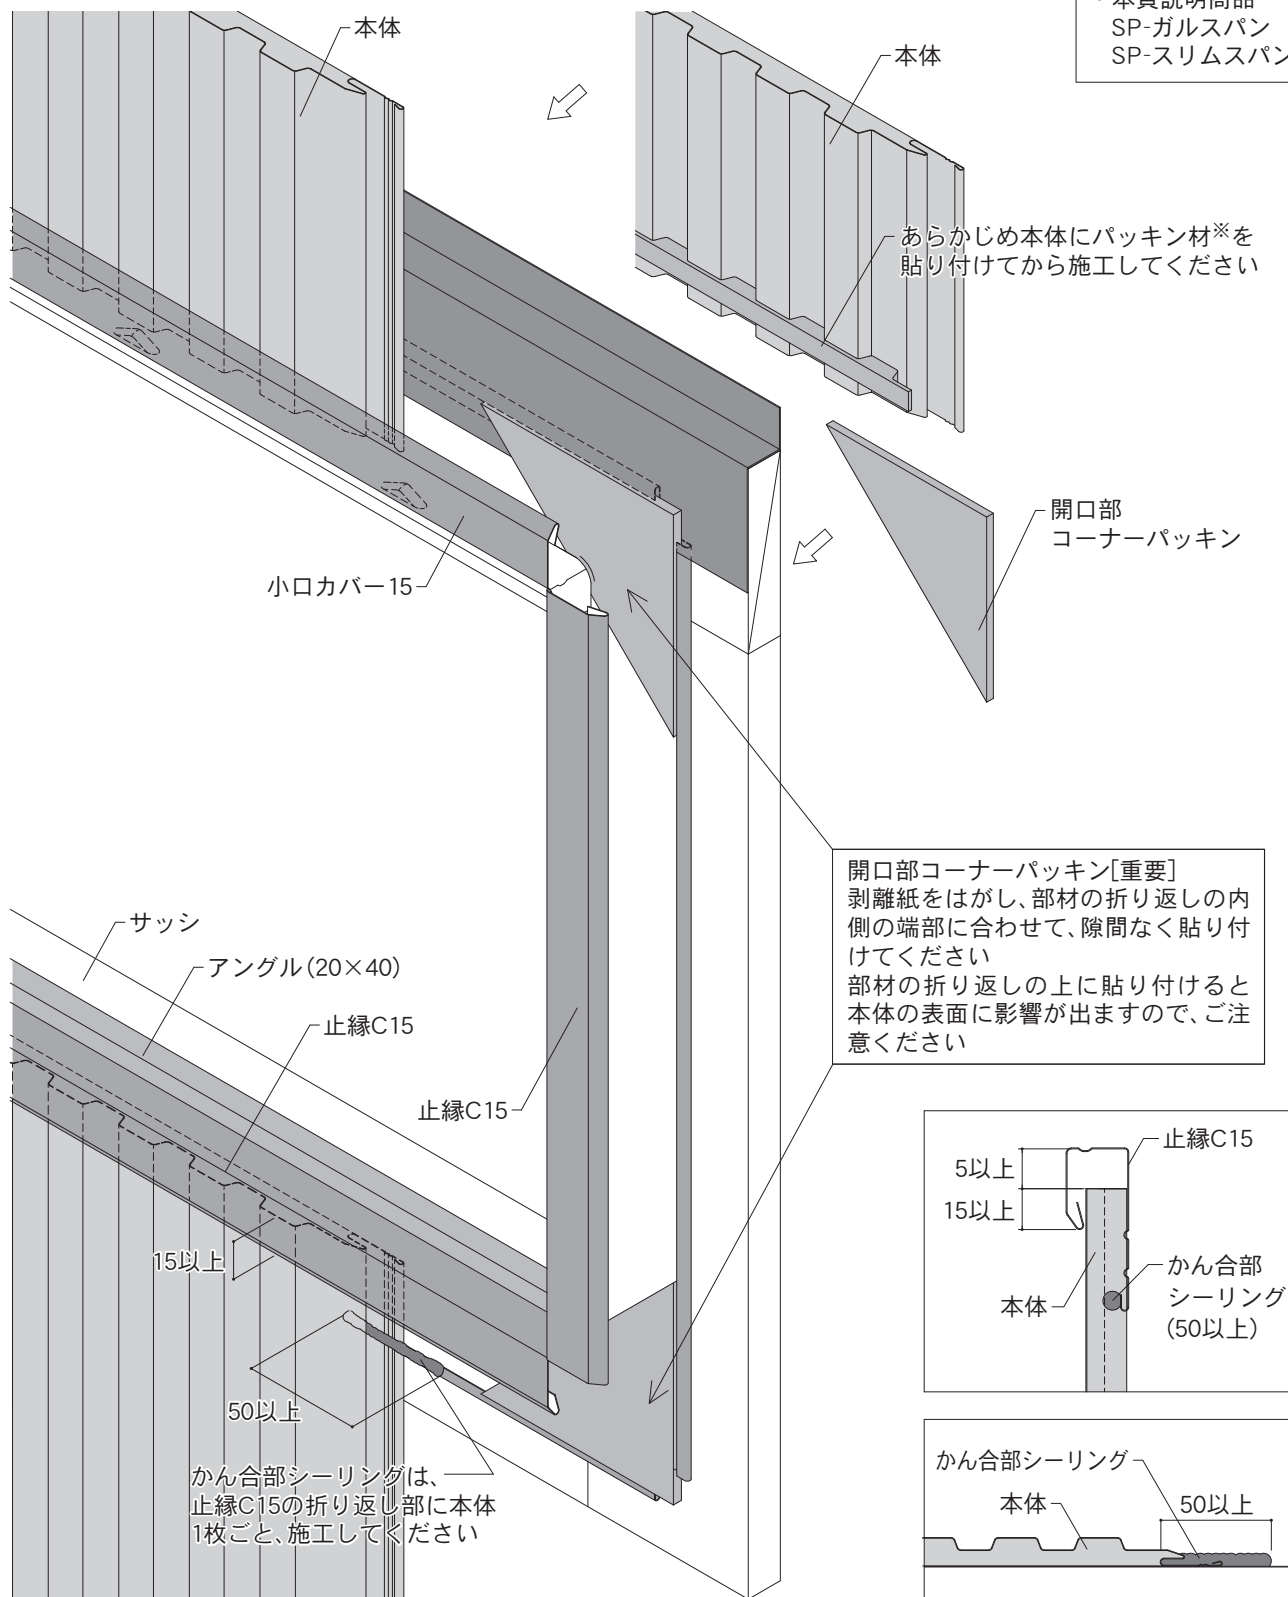 本頁説明商品
SP-ガルスパン
SP-スリムスパン
本体
本体
あらかじめ本体にパッキン材※を
貼り付けてから施工してください
開口部
コーナーパッキン
小口カバー15
開口部コーナーパッキン[重要]
剥離紙をはがし、部材の折り返しの内
側の端部に合わせて、隙間なく貼り付
けてください
部材の折り返しの上に貼り付けると
本体の表面に影響が出ますので、ご注
意ください
サッシ
アングル(20×40)
止縁C15
止縁C15
15以上
50以上
かん合部シーリングは、
止縁C15の折り返し部に本体
1枚ごと、施工してください
止縁C15
5以上
15以上
本体
かん合部
シーリング
(50以上)
かん合部シーリング
本体
50以上